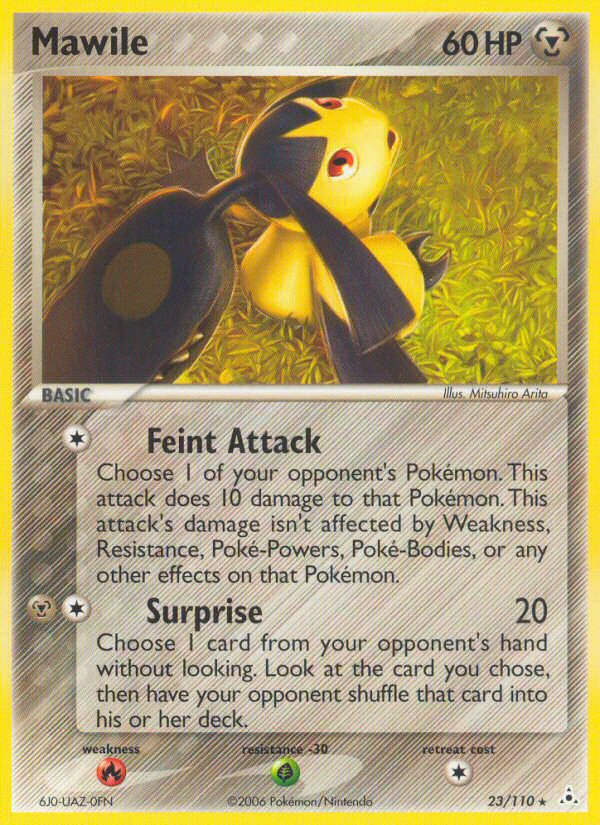 Mawile 60 HP
BASIC Illus. Mitsuhiro Arita
Feint Attack
Choose 1 of your opponent's Pokémon. This
attack does 10 damage to that Pokémon. This
attack's damage isn't affected by Weakness,
Resistance, Poké-Powers, Poké-Bodies, or any
other effects on that Pokémon.
Surprise 20
Choose 1 card from your opponent's hand
without looking. Look at the card you chose,
then have your opponent shuffle that card into
his or her deck.
weakness resistance -30 retreat cost
6J0-UAZ-0FN ©2006 Pokémon/Nintendo 23/110 ★